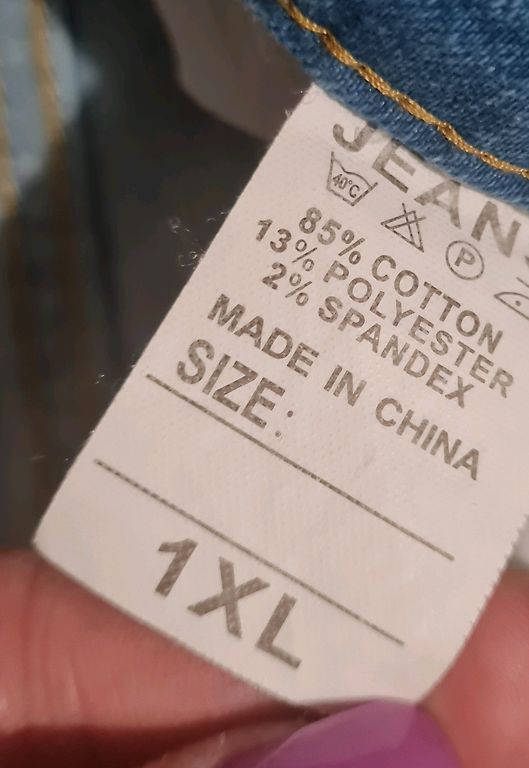 JEANS
40°C P
85% COTTON
13% POLYESTER
2% SPANDEX
MADE IN CHINA
SIZE:
1XL